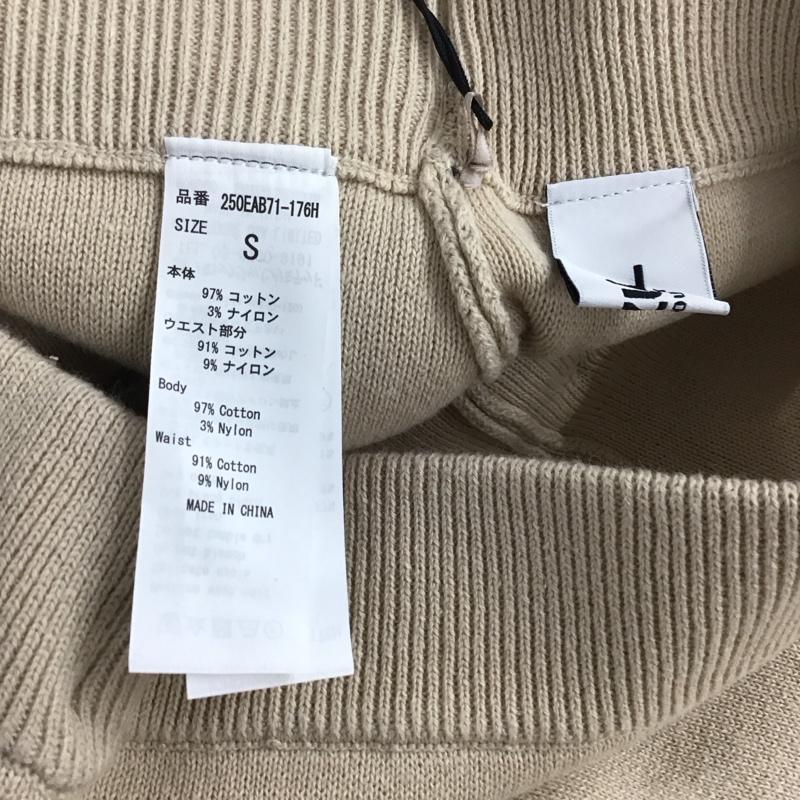 品番 250EAB71-176H
SIZE
S
本体
97% コットン
3% ナイロン
ウエスト部分
91% コットン
9% ナイロン
Body
97% Cotton
3% Nylon
Waist
91% Cotton
9% Nylon
MADE IN CHINA